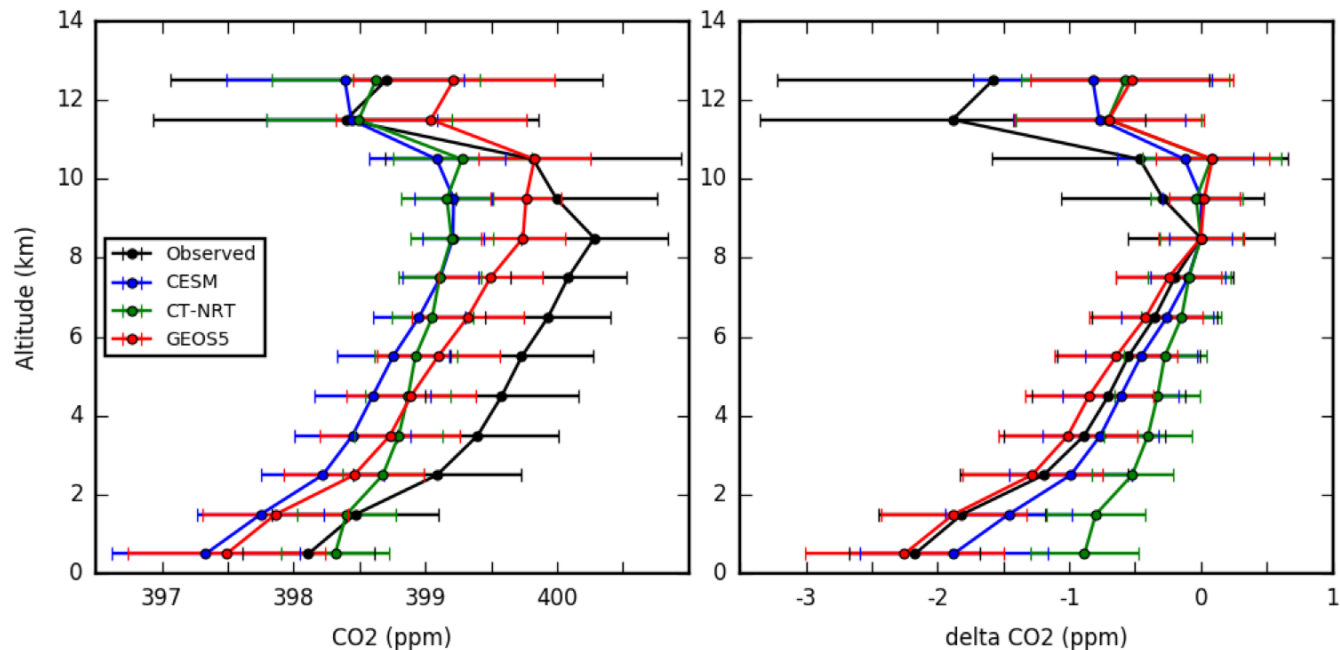 14
12
10
8
6
4
2
0
Altitude (km)
Observed
CESM
CT-NRT
GEOS5
397 398 399 400
CO2 (ppm)
14
12
10
8
6
4
2
0
-3 -2 -1 0 1
delta CO2 (ppm)